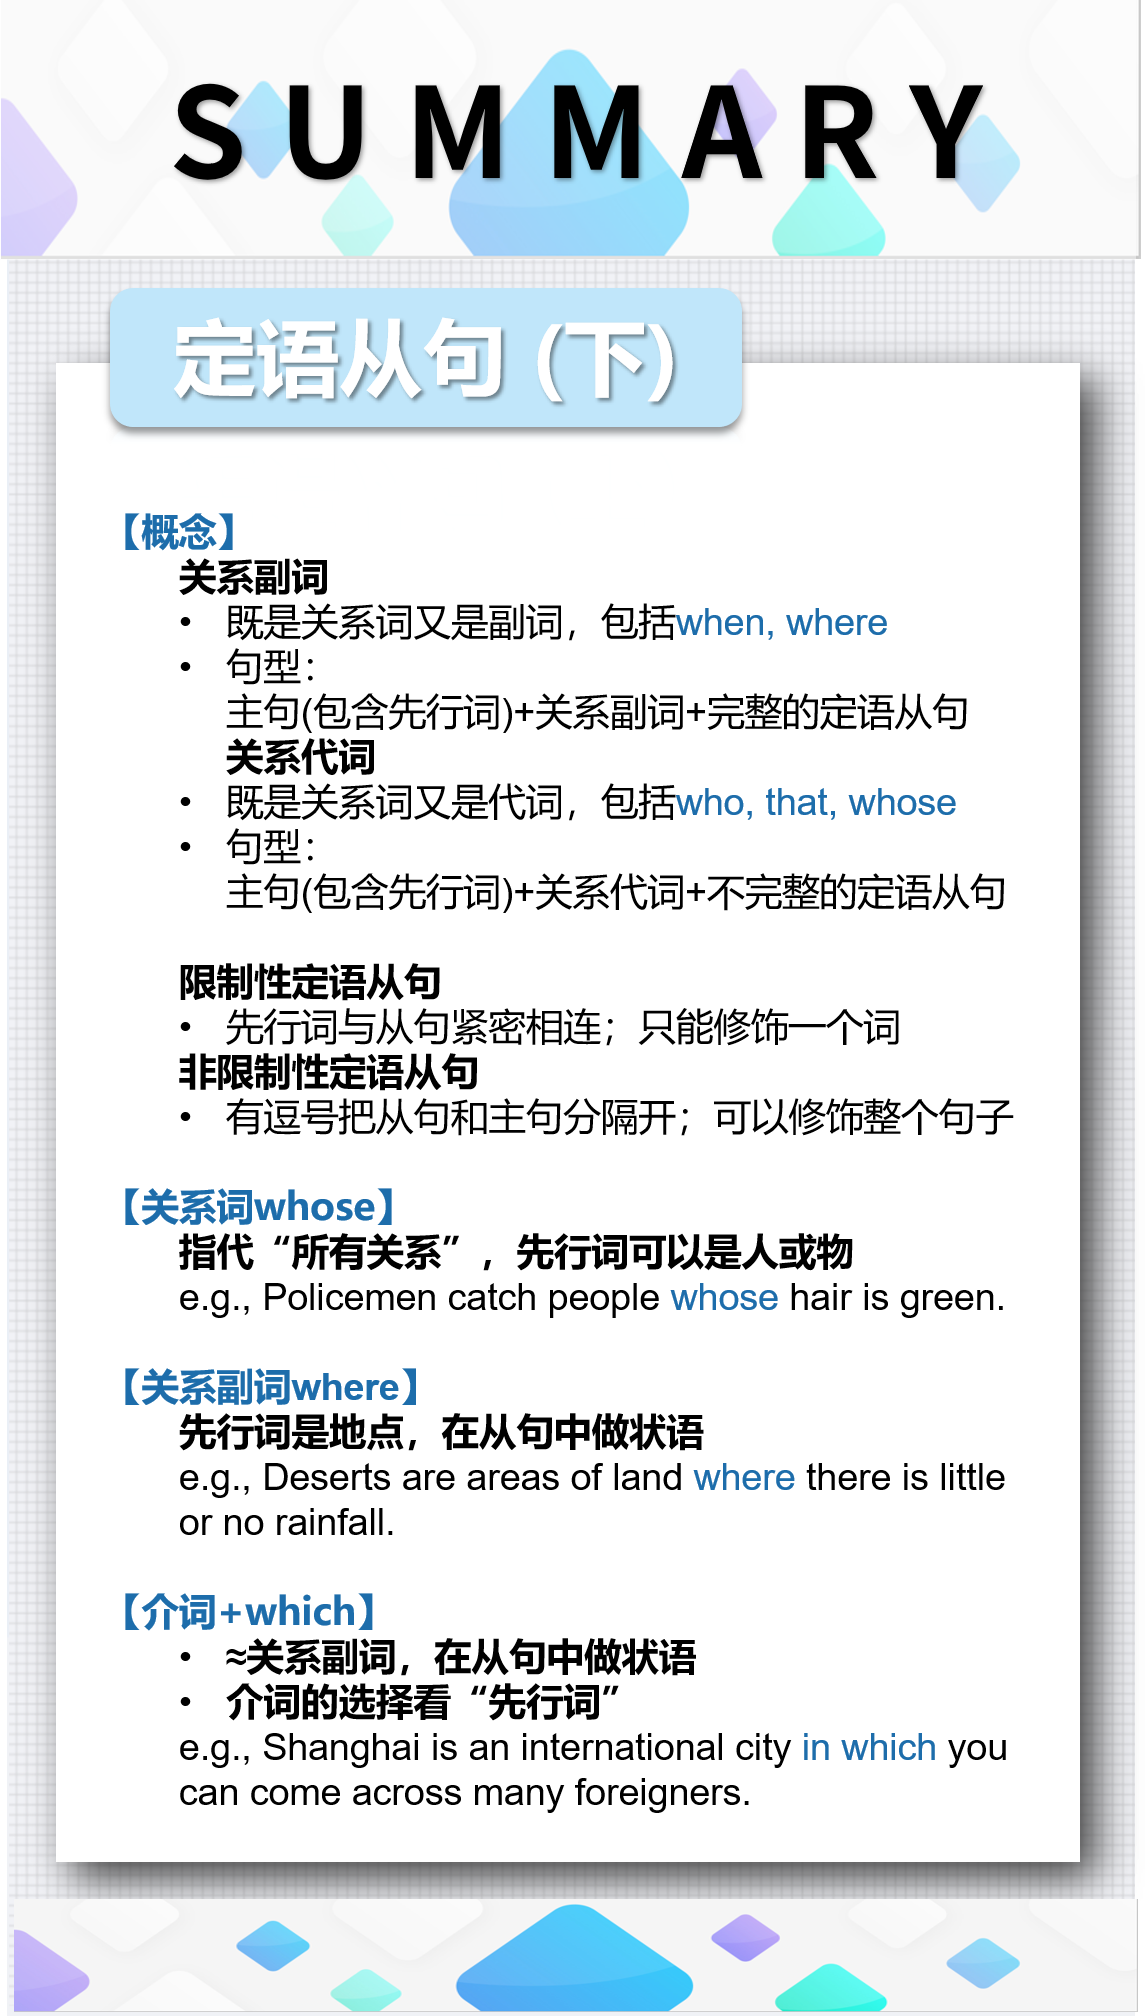 SUMMARY
定语从句 (下)
【概念】
关系副词
• 既是关系词又是副词，包括when, where
• 句型：
主句(包含先行词)+关系副词+完整的定语从句
关系代词
• 既是关系词又是代词，包括who, that, whose
• 句型：
主句(包含先行词)+关系代词+不完整的定语从句
限制性定语从句
• 先行词与从句紧密相连；只能修饰一个词
非限制性定语从句
• 有逗号把从句和主句分隔开；可以修饰整个句子
【关系词whose】
指代“所有关系”，先行词可以是人或物
e.g., Policemen catch people whose hair is green.
【关系副词where】
先行词是地点，在从句中做状语
e.g., Deserts are areas of land where there is little
or no rainfall.
【介词+which】
• ≈关系副词，在从句中做状语
• 介词的选择看“先行词”
e.g., Shanghai is an international city in which you
can come across many foreigners.